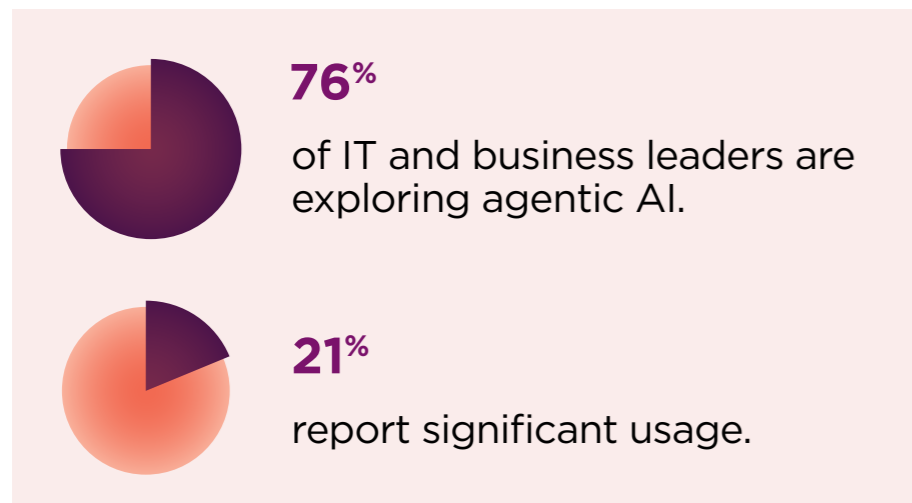 76%
of IT and business leaders are
exploring agentic AI.
21%
report significant usage.